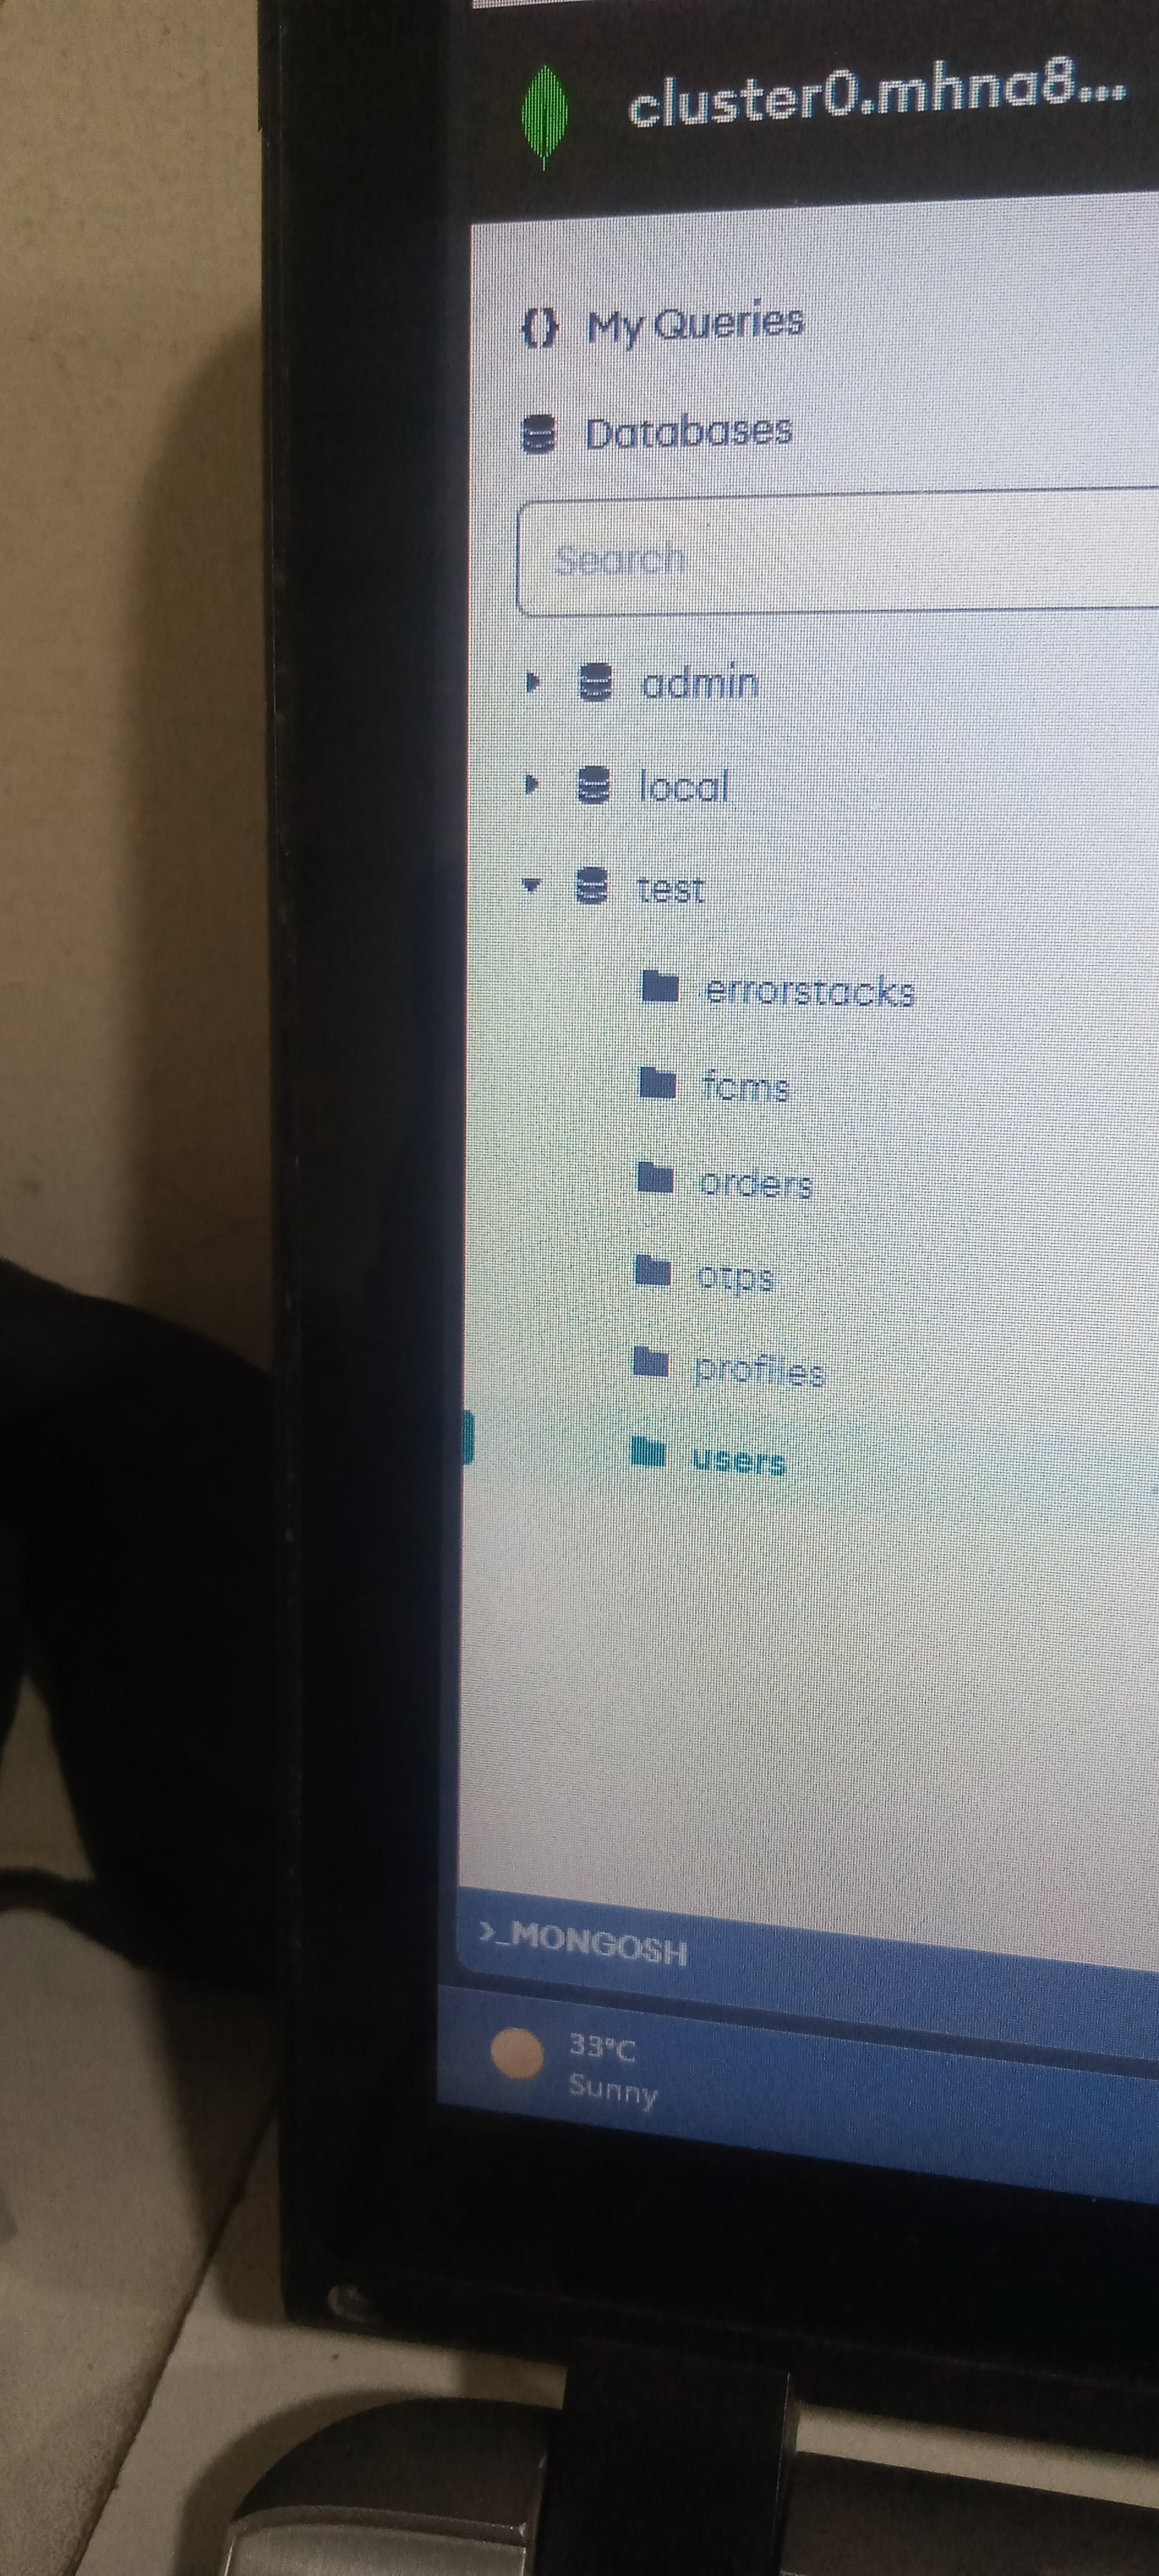 cluster0.mhna8...
{} My Queries
Databases
Search
admin
local
test
errorstacks
fcms
orders
otps
profiles
users
>_MONGOSH
33°C
Sunny